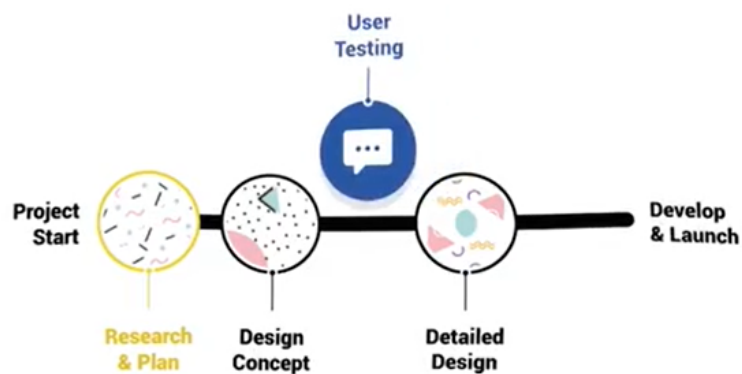 User
Testing
Project
Start
Develop
& Launch
Research
& Plan
Design
Concept
Detailed
Design